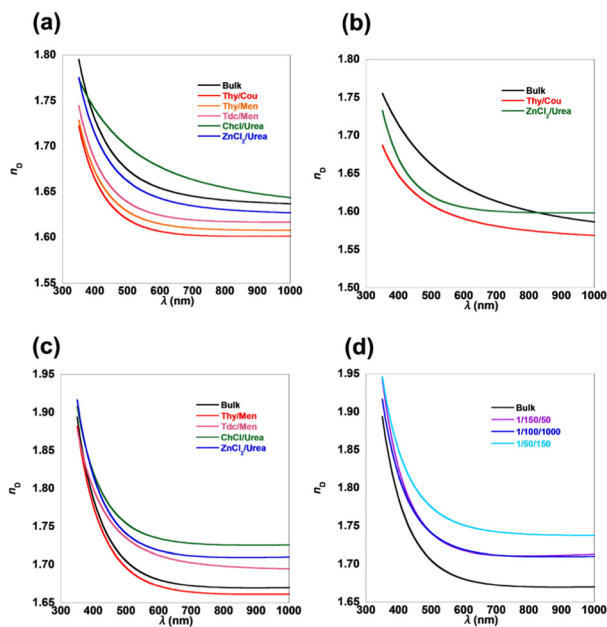 (a)
1.80
1.75
1.70
1.65
1.60
1.55
n_D
300 400 500 600 700 800 900 1000
λ (nm)
Bulk
Thy/Cou
Thy/Men
Tdc/Men
Chcl/Urea
ZnCl₂/Urea
(b)
1.80
1.75
1.70
1.65
1.60
1.55
1.50
n_D
300 400 500 600 700 800 900 1000
λ (nm)
Bulk
Thy/Cou
ZnCl₂/Urea
(c)
1.95
1.90
1.85
1.80
1.75
1.70
1.65
n_D
300 400 500 600 700 800 900 1000
λ (nm)
Bulk
Thy/Men
Tdc/Men
ChCl/Urea
ZnCl₂/Urea
(d)
1.95
1.90
1.85
1.80
1.75
1.70
1.65
n_D
300 400 500 600 700 800 900 1000
λ (nm)
Bulk
1/150/50
1/100/1000
1/50/150